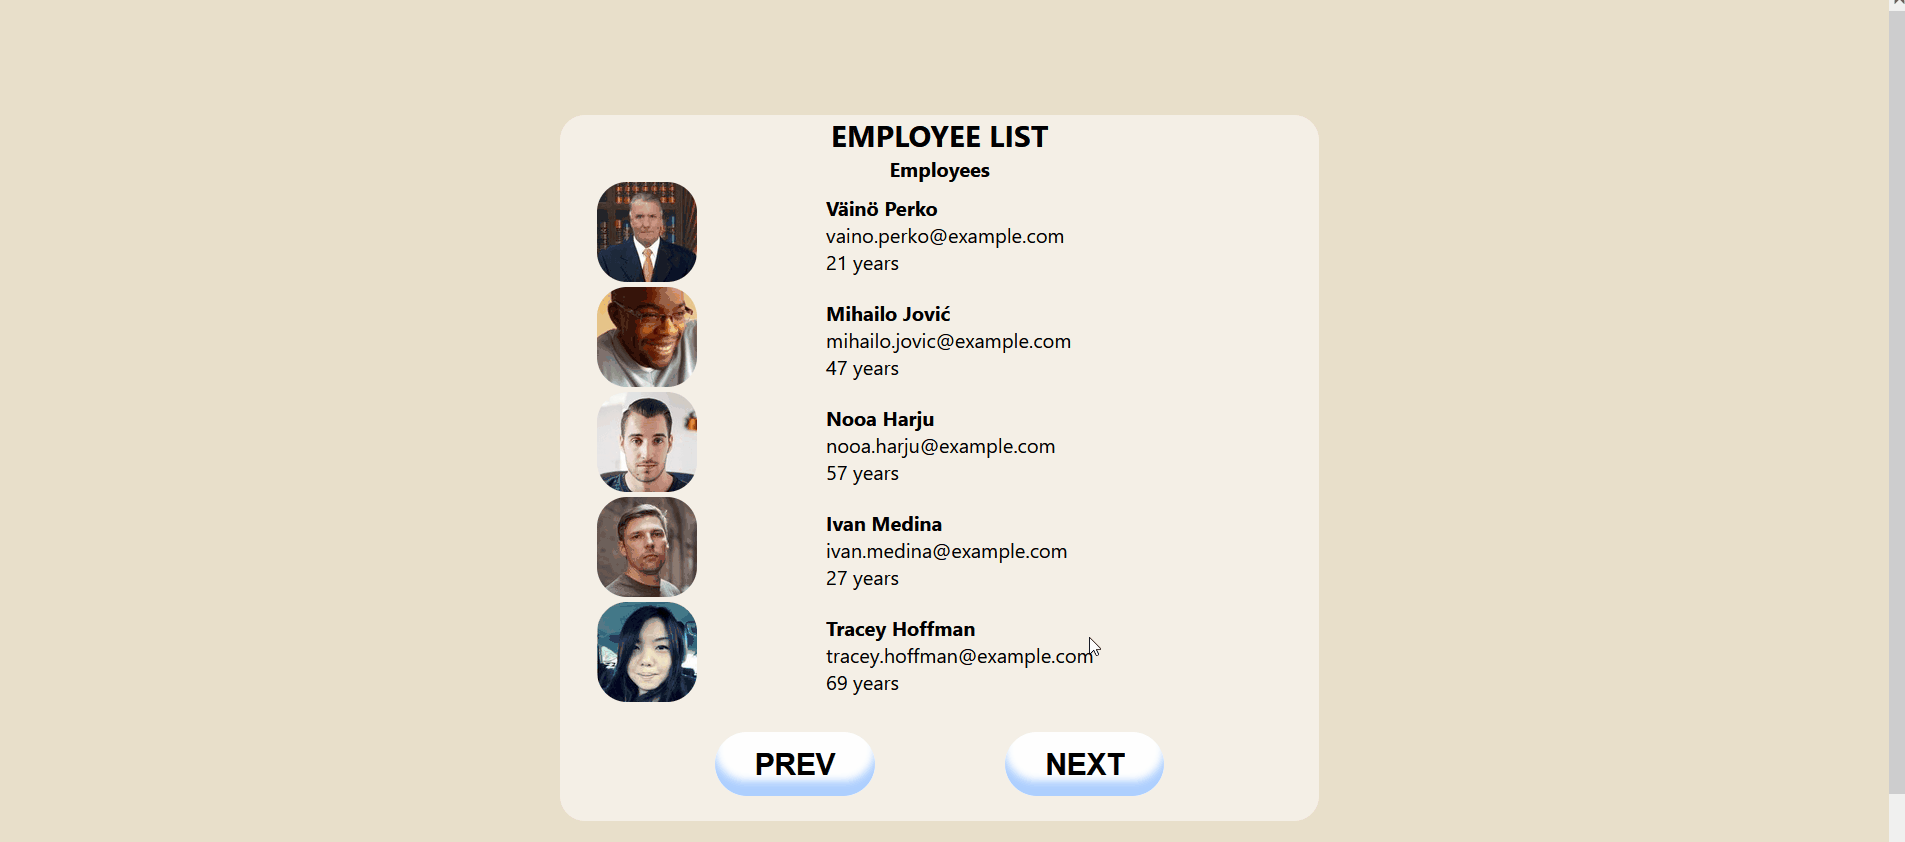 EMPLOYEE LIST
Employees
Väinö Perko
vaino.perko@example.com
21 years
Mihailo Jović
mihailo.jovic@example.com
47 years
Nooa Harju
nooa.harju@example.com
57 years
Ivan Medina
ivan.medina@example.com
27 years
Tracey Hoffman
tracey.hoffman@example.com
69 years
PREV
NEXT